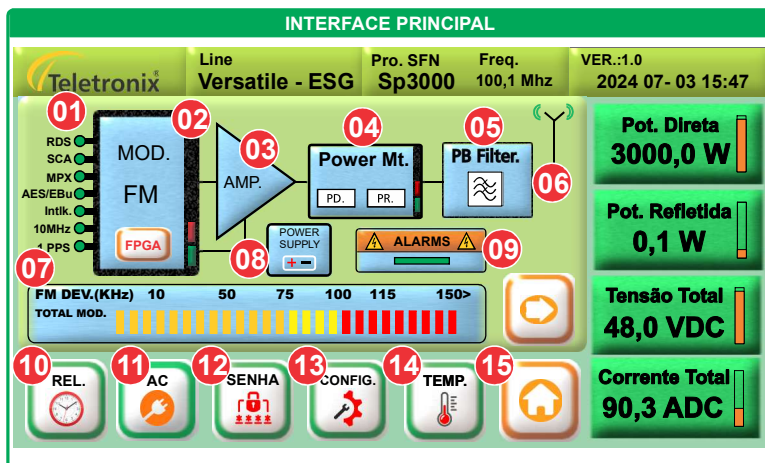 INTERFACE PRINCIPAL
Teletronix
Line
Versatile - ESG
Pro. SFN
Sp3000
Freq.
100,1 Mhz
VER.:1.0
2024 07- 03 15:47
01
RDS
SCA
MPX
AES/EBu
Intlk.
10MHz
1 PPS
02
MOD.
FM
FPGA
03
AMP.
04
Power Mt.
PD.
PR.
05
PB Filter.
06
07
08
POWER
SUPPLY
+ -
ALARMS
09
FM DEV.(KHz) 10 50 75 100 115 150>
TOTAL MOD.
Pot. Direta
3000,0 W
Pot. Refletida
0,1 W
Tensão Total
48,0 VDC
Corrente Total
90,3 ADC
10
REL.
11
AC
12
SENHA
****
13
CONFIG.
14
TEMP.
15